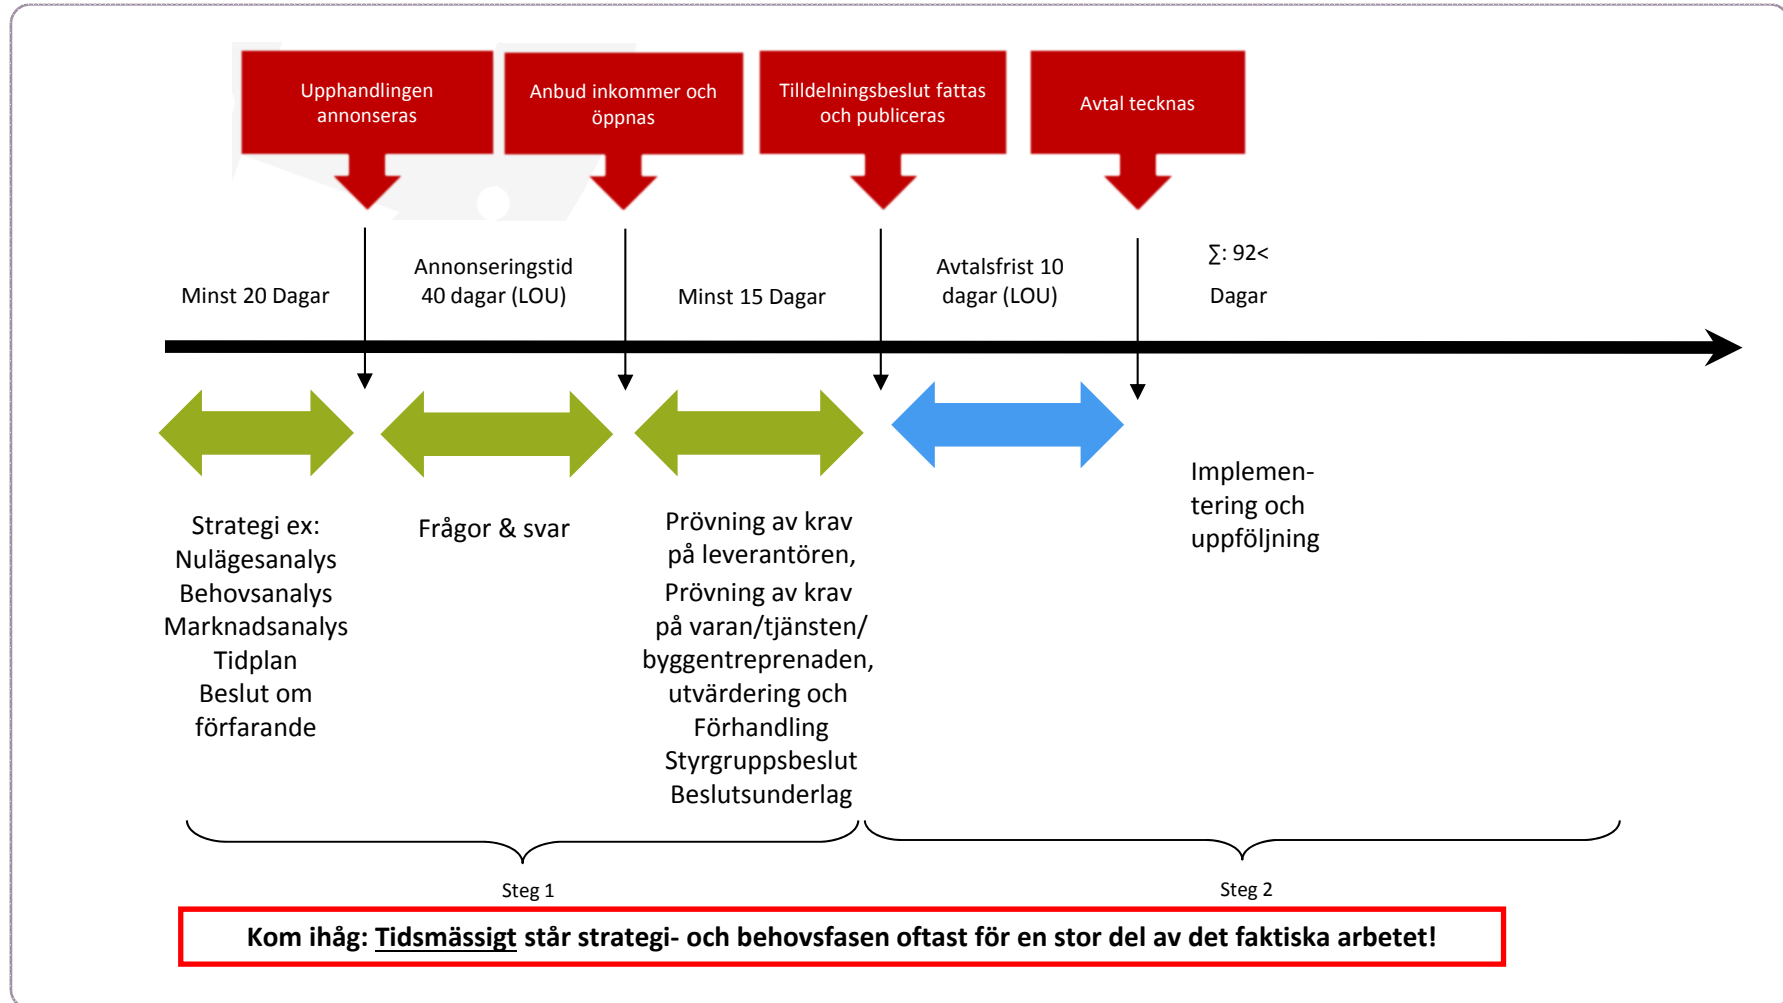 Upphandlingen
annonseras
Anbud inkommer och
öppnas
Tilldelningsbeslut fattas
och publiceras
Avtal tecknas
Minst 20 Dagar
Annonseringstid
40 dagar (LOU)
Minst 15 Dagar
Avtalsfrist 10
dagar (LOU)
∑: 92<
Dagar
Strategi ex:
Nulägesanalys
Behovsanalys
Marknadsanalys
Tidplan
Beslut om
förfarande
Frågor & svar
Prövning av krav
på leverantören,
Prövning av krav
på varan/tjänsten/
byggentreprenaden,
utvärdering och
Förhandling
Styrgruppsbeslut
Beslutsunderlag
Implemen-
tering och
uppföljning
Steg 1
Steg 2
Kom ihåg: Tidsmässigt står strategi- och behovsfasen oftast för en stor del av det faktiska arbetet!